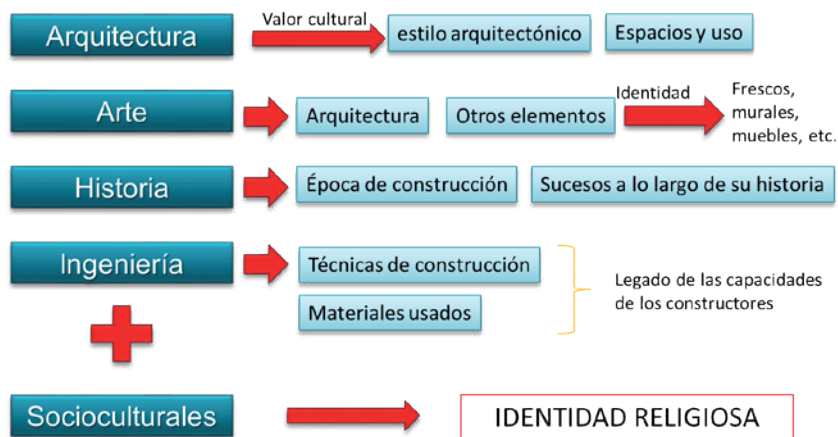 Arquitectura
Valor cultural
estilo arquitectónico
Espacios y uso
Arte
Arquitectura
Otros elementos
Identidad
Frescos,
murales,
muebles, etc.
Historia
Época de construcción
Sucesos a lo largo de su historia
Ingeniería
Técnicas de construcción
Materiales usados
Legado de las capacidades
de los constructores
Socioculturales
IDENTIDAD RELIGIOSA